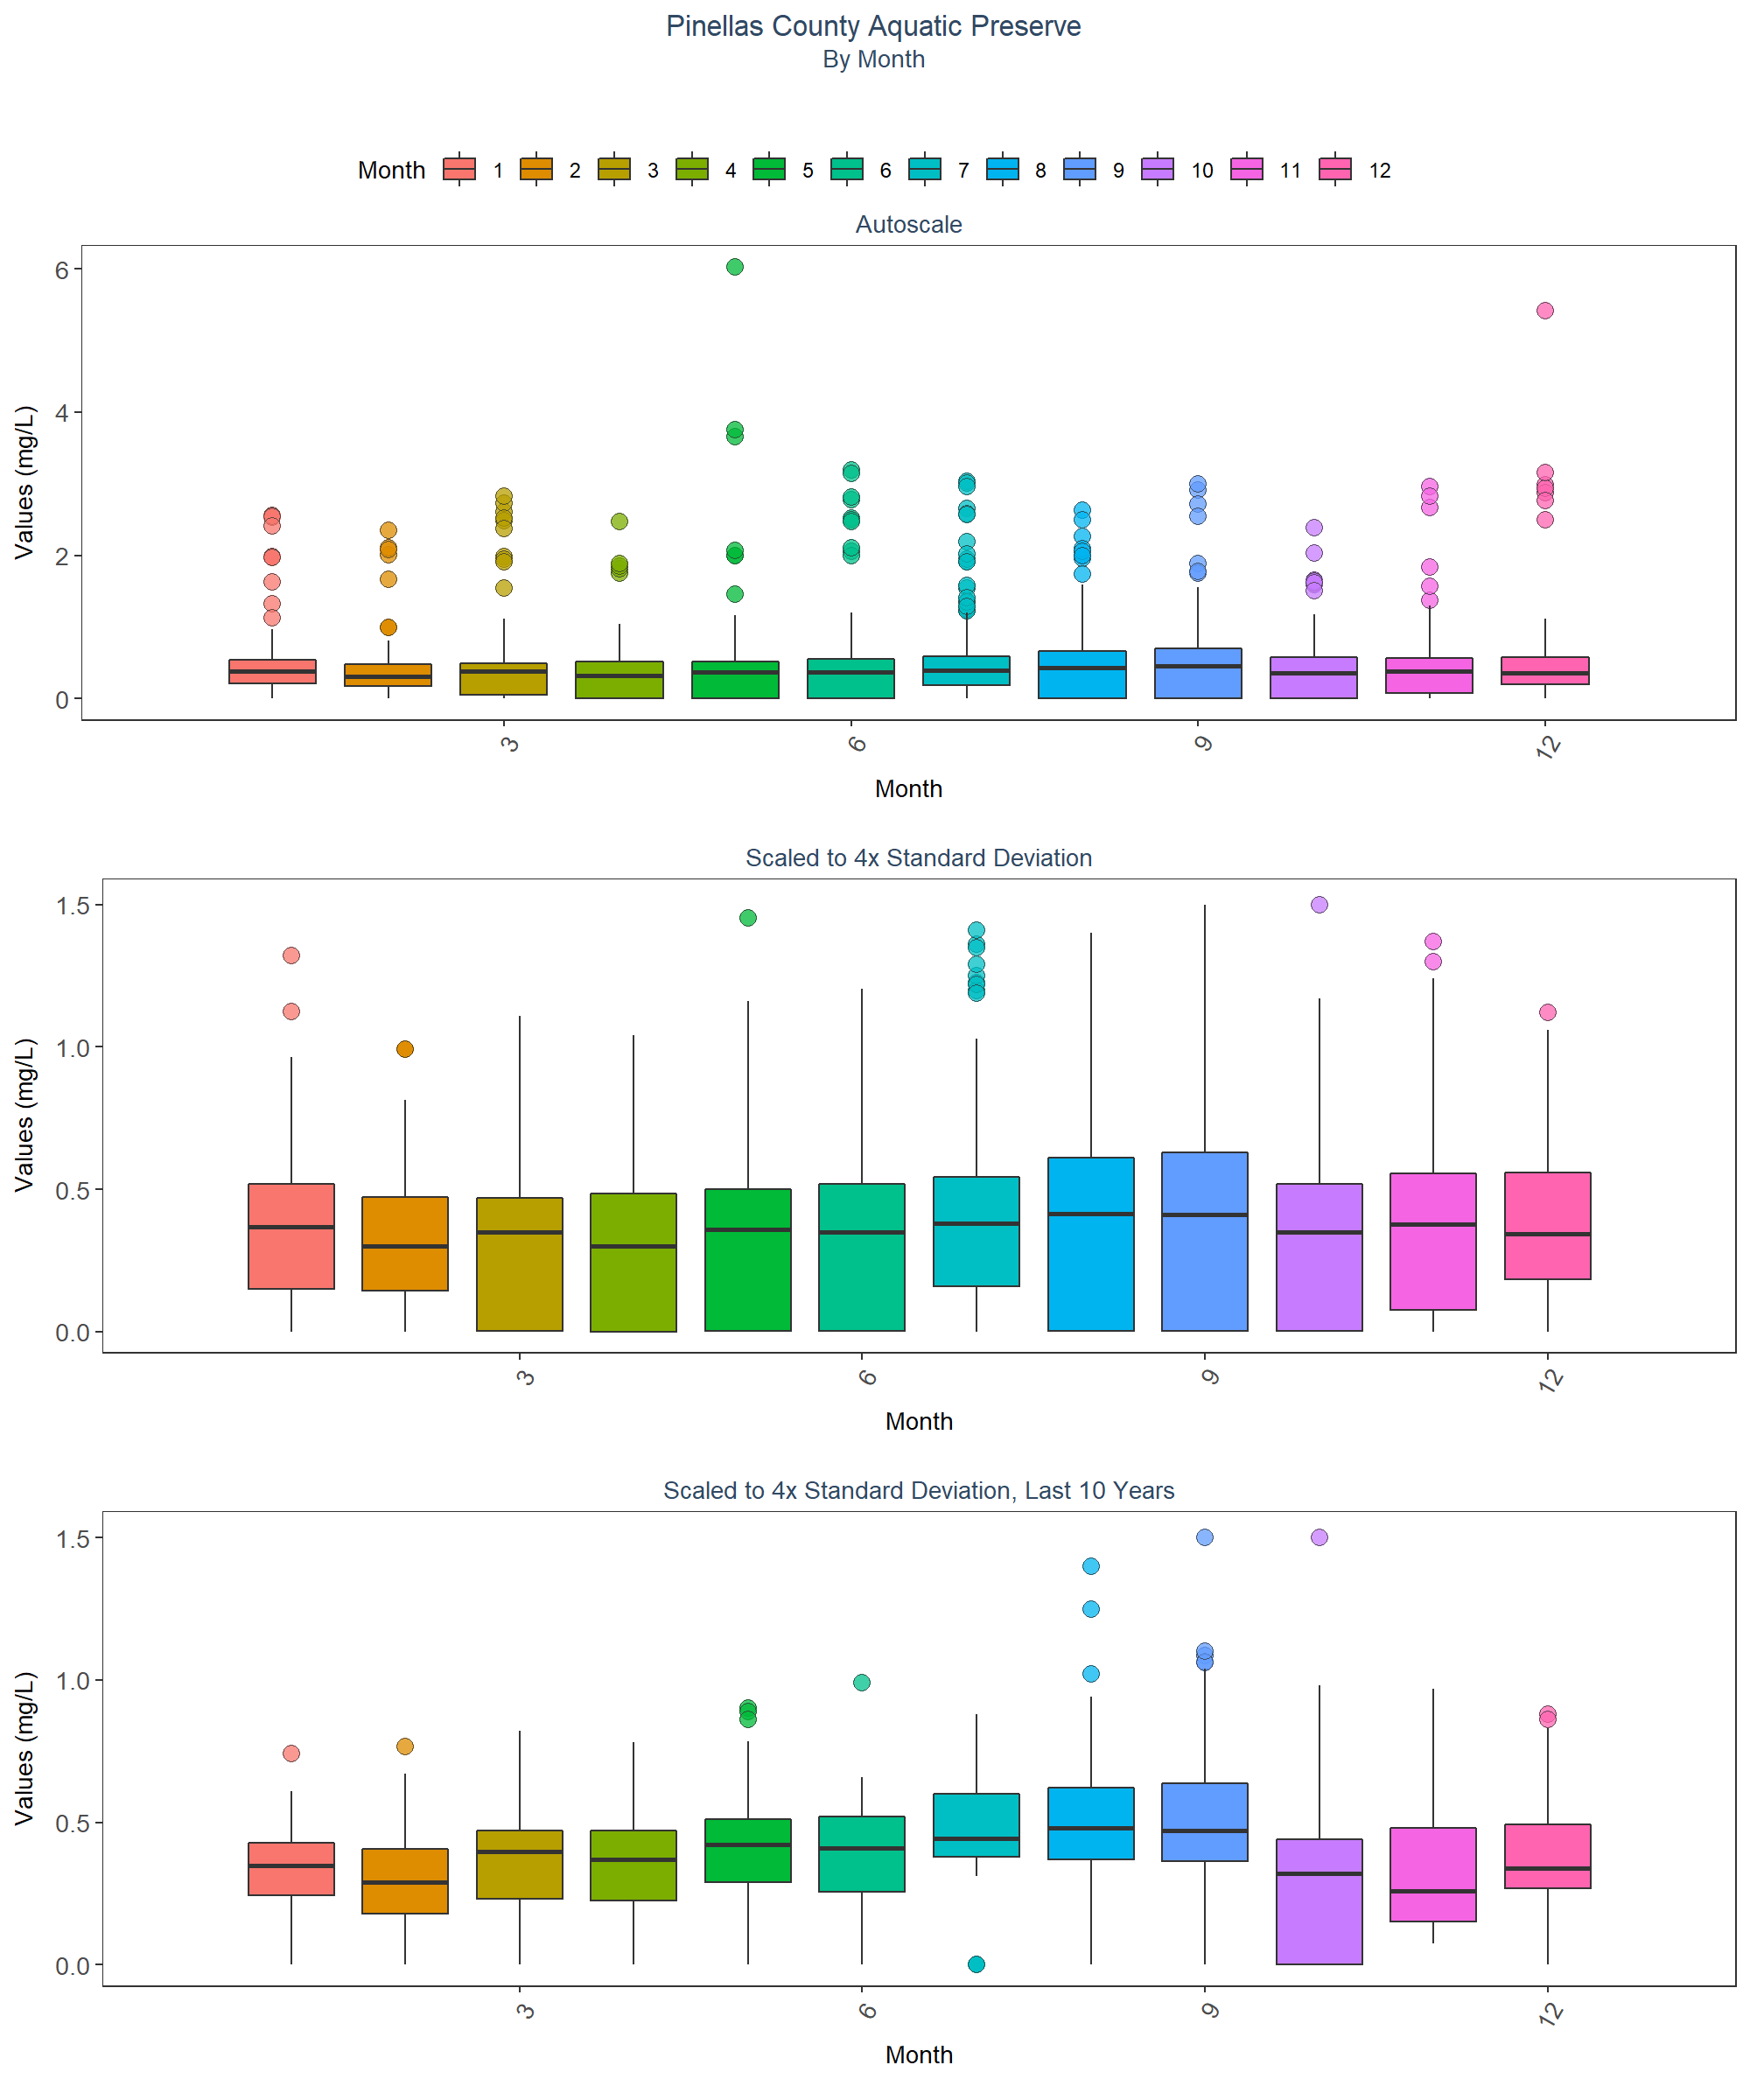 Pinellas County Aquatic Preserve
By Month
Month 1 2 3 4 5 6 7 8 9 10 11 12
Autoscale
Values (mg/L)
6
4
2
0
3 6 9 12
Month
Scaled to 4x Standard Deviation
Values (mg/L)
1.5
1.0
0.5
0.0
3 6 9 12
Month
Scaled to 4x Standard Deviation, Last 10 Years
Values (mg/L)
1.5
1.0
0.5
0.0
3 6 9 12
Month